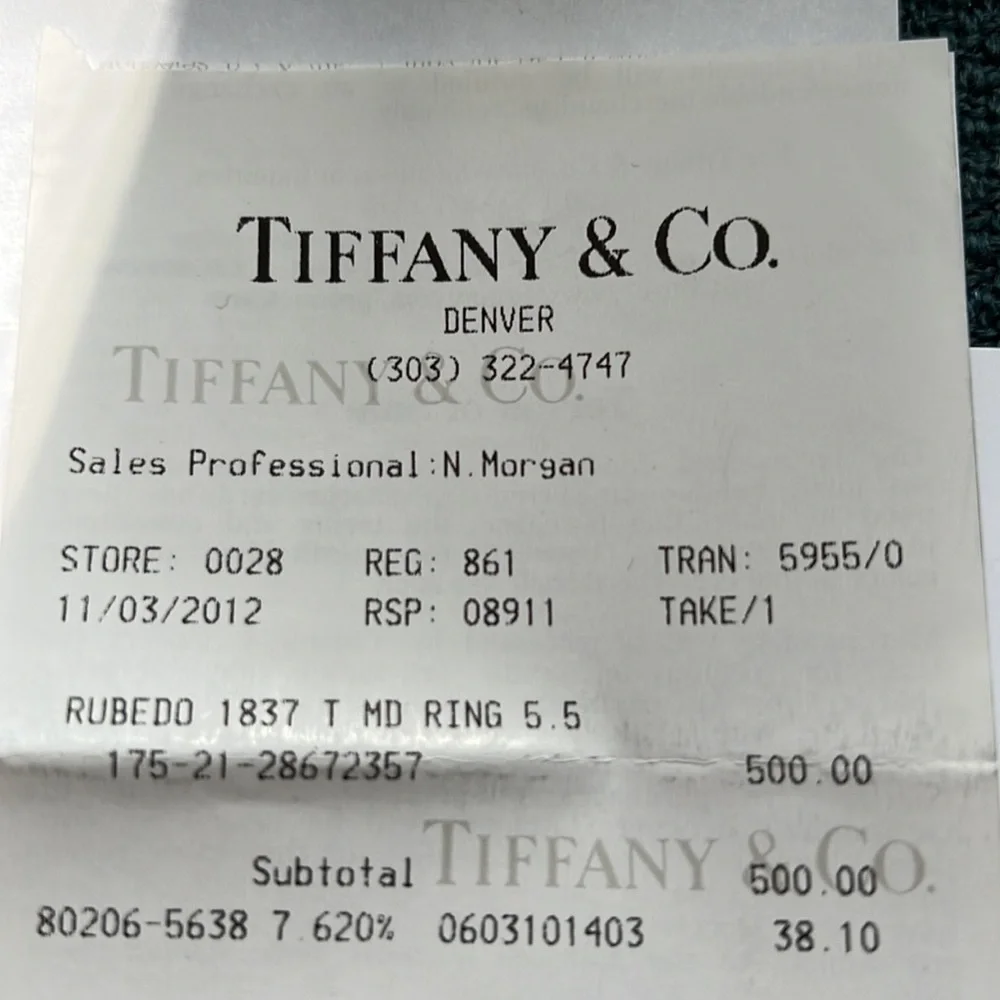 TIFFANY & CO.
DENVER
(303) 322-4747
TIFFANY & CO.
Sales Professional:N.Morgan
STORE: 0028 REG: 861 TRAN: 5955/0
11/03/2012 RSP: 08911 TAKE/1
RUBEDO 1837 T MD RING 5.5
175-21-28672357 500.00
TIFFANY & CO.
Subtotal 500.00
80206-5638 7.620% 0603101403 38.10